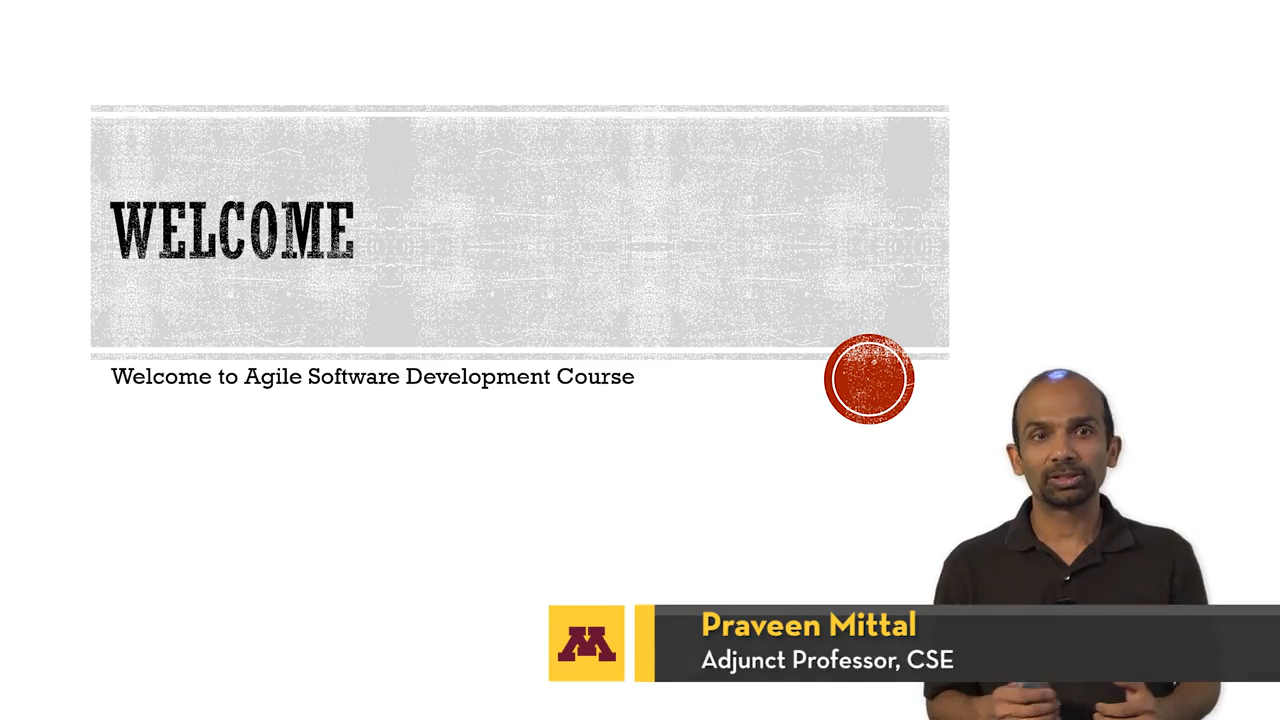 WELCOME
Welcome to Agile Software Development Course
M
Praveen Mittal
Adjunct Professor, CSE